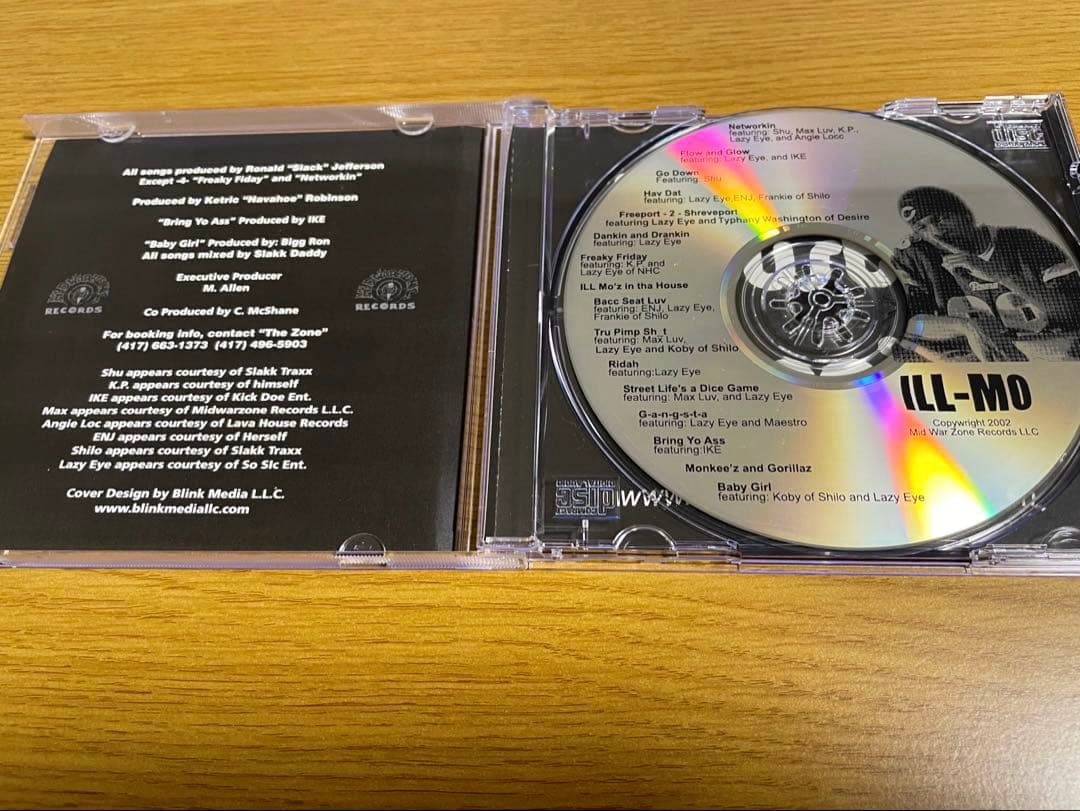 All songs produced by Ronald "Slack" Jefferson
Except -4- "Freaky Fiday" and "Networkin"
Produced by Ketric "Navahoe" Robinson
"Bring Yo Ass" Produced by IKE
"Baby Girl" Produced by: Bigg Ron
All songs mixed by Slakk Daddy
Executive Producer
M. Allen
RECORDS
RECORDS
Co Produced by C. McShane
For booking info, contact "The Zone"
(417) 663-1373 (417) 496-5903
Shu appears courtesy of Slakk Traxx
K.P. appears courtesy of himself
IKE appears courtesy of Kick Doe Ent.
Max appears courtesy of Midwarzone Records L.L.C.
Angie Loc appears courtesy of Lava House Records
ENJ appears courtesy of Herself
Shilo appears courtesy of Slakk Traxx
Lazy Eye appears courtesy of So SIc Ent.
Cover Design by Blink Media L.L.C.
www.blinkmediallc.com
Networkin
featuring: Shu, Max Luv, K.P.,
Lazy Eye, and Angie Locc
Flow and Glow
featuring: Lazy Eye, and IKE
Go Down
Featuring: Shu
Hav Dat
featuring: Lazy Eye,ENJ, Frankie of Shilo
Freeport - 2 - Shreveport
featuring Lazy Eye and Typhany Washington of Desire
Dankin and Drankin
featuring: Lazy Eye
Freaky Friday
featuring: K.P. and
Lazy Eye of NHC
ILL Mo'z in tha House
Bacc Seat Luv
featuring: ENJ, Lazy Eye,
Frankie of Shilo
Tru Pimp Sh_t
featuring: Max Luv,
Lazy Eye and Koby of Shilo
Ridah
featuring:Lazy Eye
Street Life's a Dice Game
featuring: Max Luv, and Lazy Eye
G-a-n-g-s-t-a
featuring: Lazy Eye and Maestro
Bring Yo Ass
featuring:IKE
Monkee'z and Gorillaz
Baby Girl
featuring: Koby of Shilo and Lazy Eye
ILL-MO
Copywright 2002
Mid War Zone Records LLC
COMPACT
disc
DIGITAL AUDIO
www.
disc